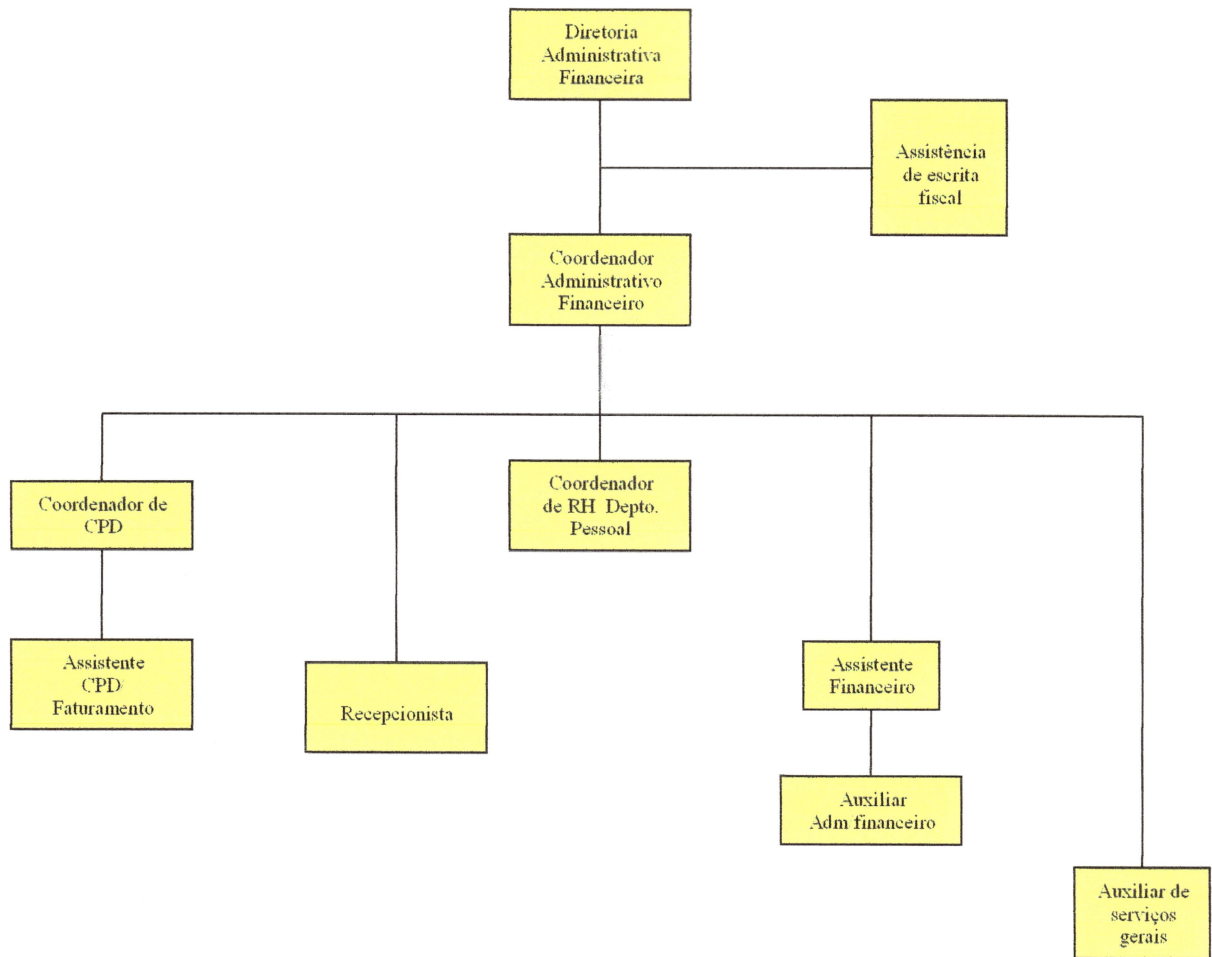 Diretoria
Administrativa
Financeira
Assistência
de escrita
fiscal
Coordenador
Administrativo
Financeiro
Coordenador de
CPD
Coordenador
de RH Depto.
Pessoal
Assistente
CPD
Faturamento
Recepcionista
Assistente
Financeiro
Auxiliar
Adm financeiro
Auxiliar de
serviços
gerais